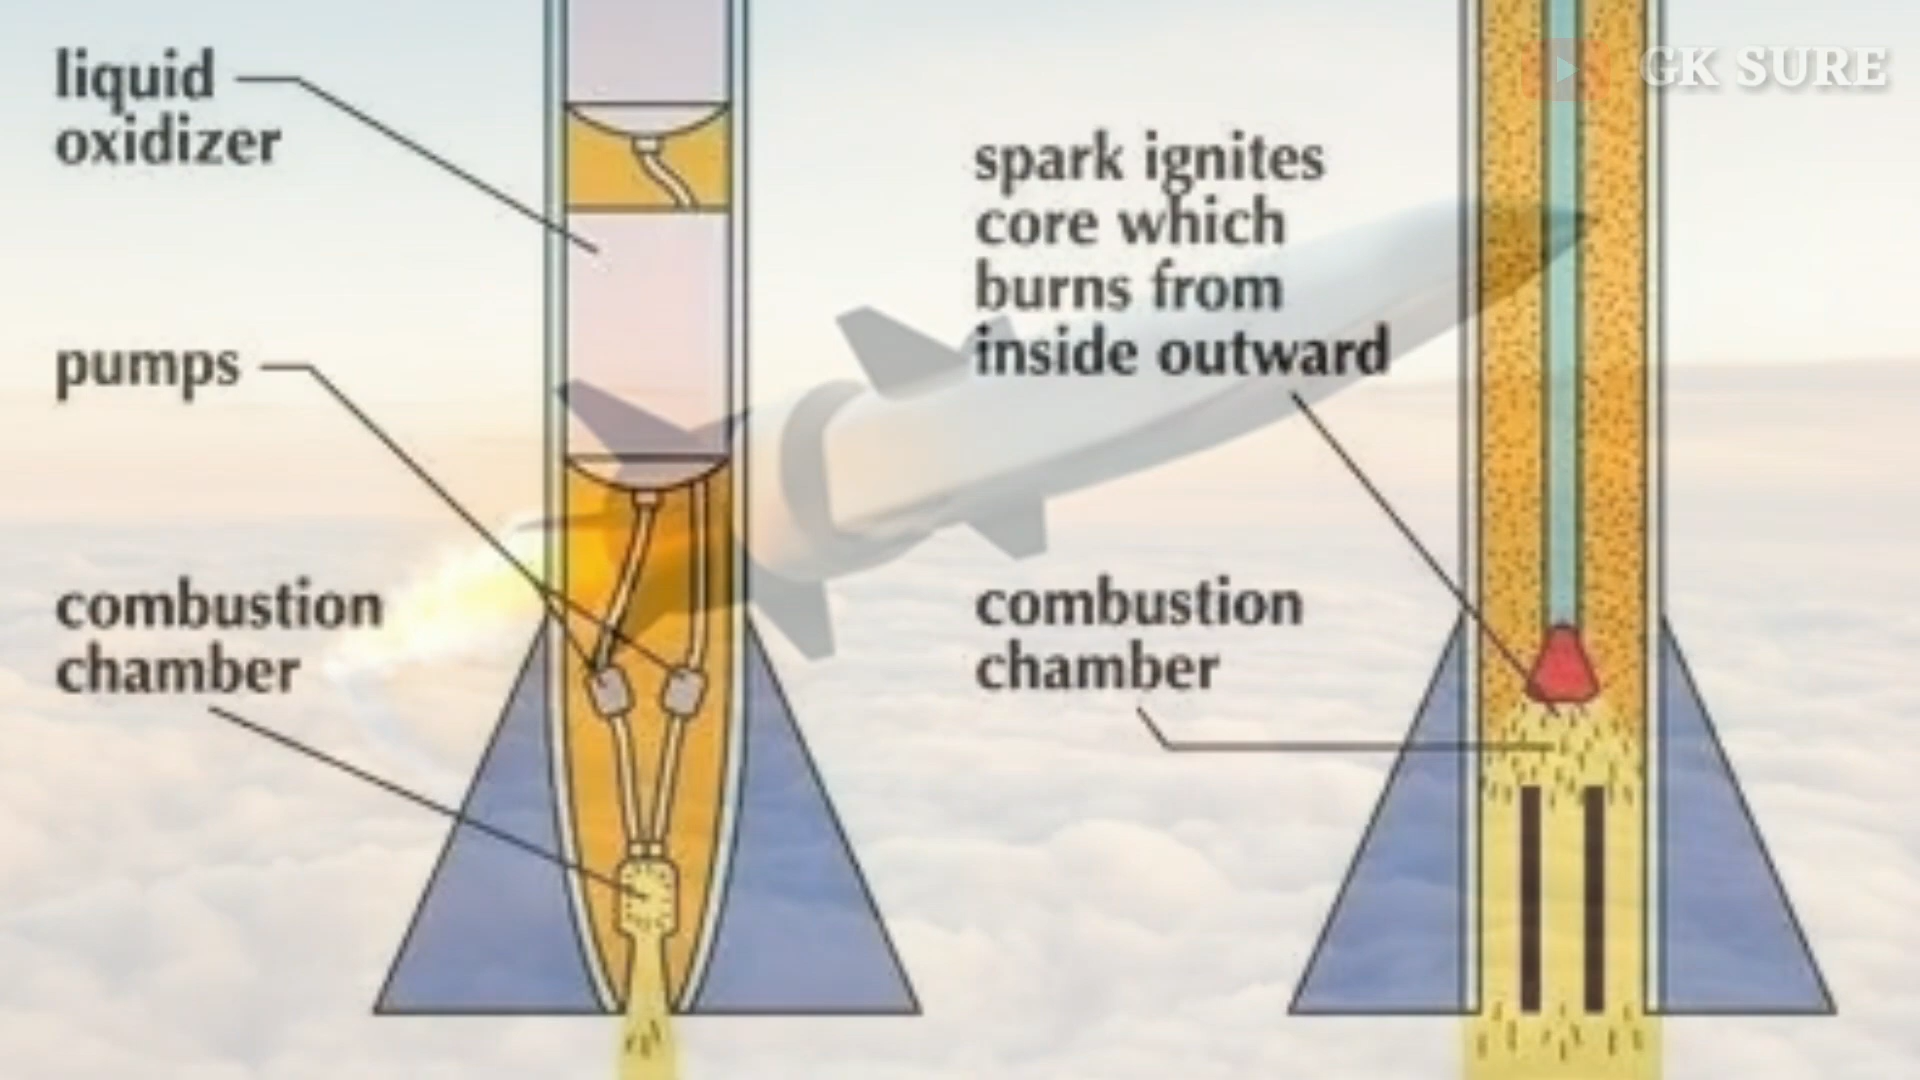 liquid
oxidizer
pumps
combustion
chamber
GK SURE
spark ignites
core which
burns from
inside outward
combustion
chamber